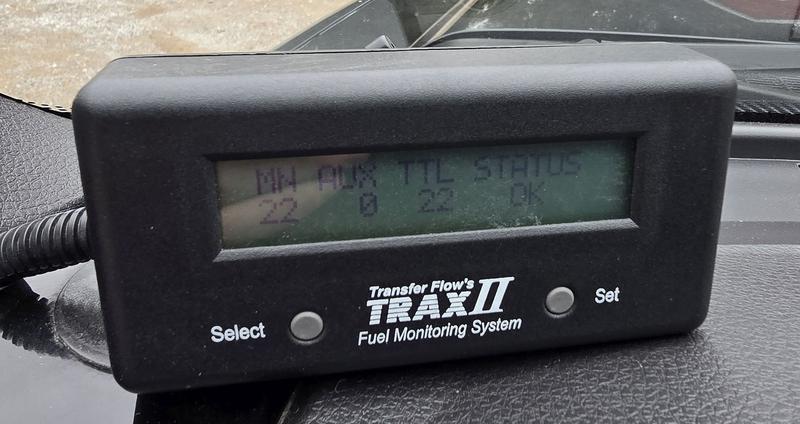 MN AUX TTL STATUS
22 0 22 OK
Transfer Flow's
TRAX II
Fuel Monitoring System
Select
Set